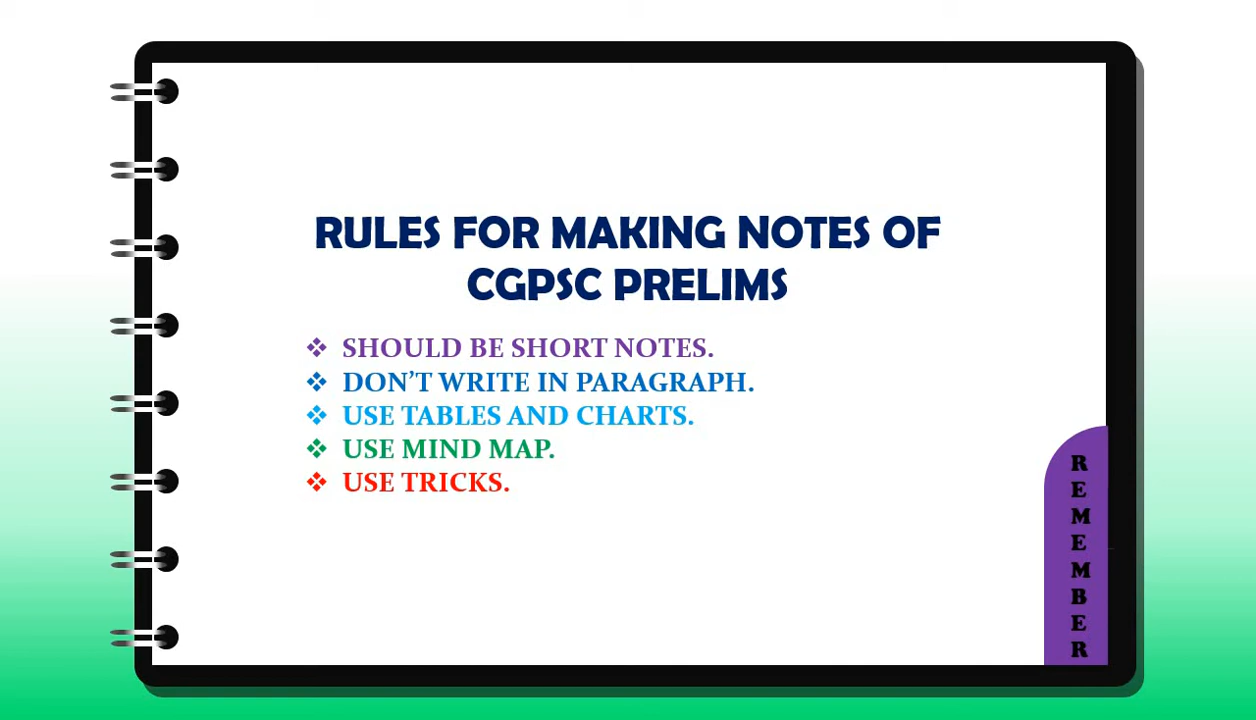 RULES FOR MAKING NOTES OF
CGPSC PRELIMS
❖ SHOULD BE SHORT NOTES.
❖ DON'T WRITE IN PARAGRAPH.
❖ USE TABLES AND CHARTS.
❖ USE MIND MAP.
❖ USE TRICKS.
REMEMBER